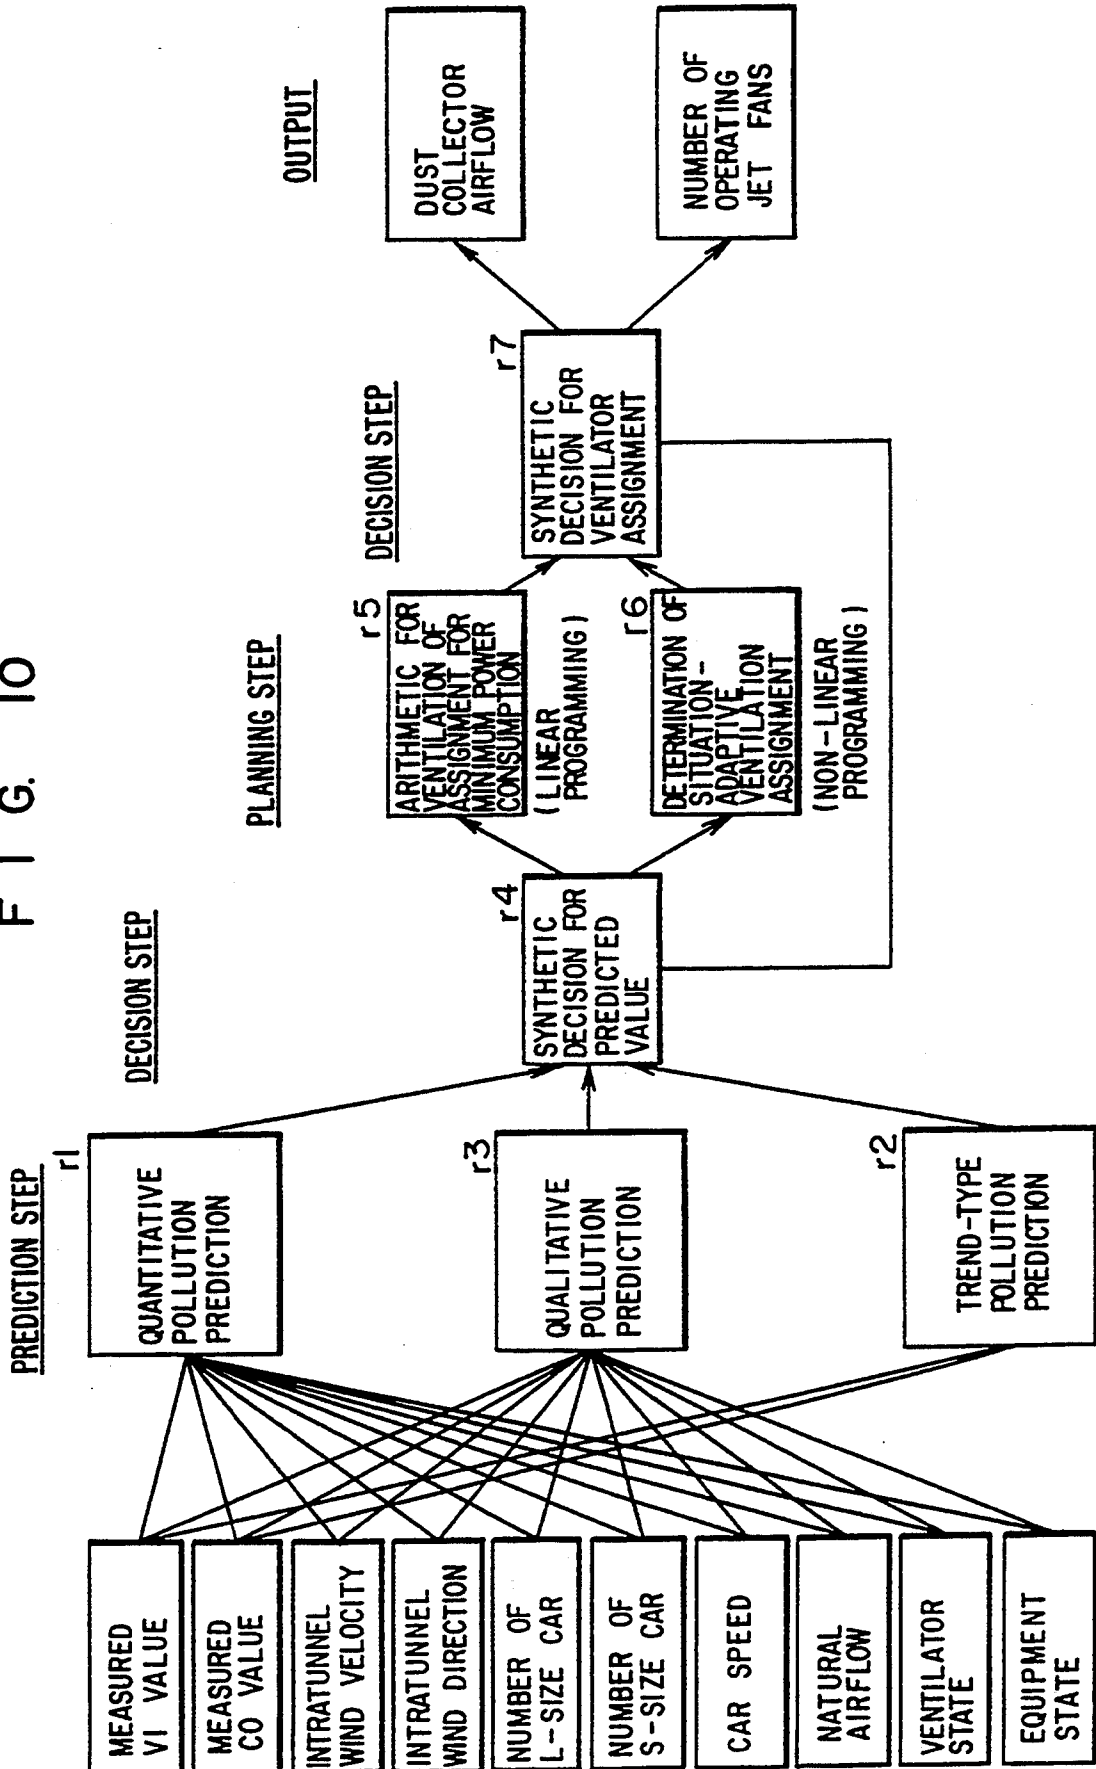 FIG. 10
PREDICTION STEP
DECISION STEP
PLANNING STEP
DECISION STEP
OUTPUT
MEASURED
VI VALUE
MEASURED
CO VALUE
INTRATUNNEL
WIND VELOCITY
INTRATUNNEL
WIND DIRECTION
NUMBER OF
L-SIZE CAR
NUMBER OF
S-SIZE CAR
CAR SPEED
NATURAL
AIRFLOW
VENTILATOR
STATE
EQUIPMENT
STATE
r1
QUANTITATIVE
POLLUTION
PREDICTION
r3
QUALITATIVE
POLLUTION
PREDICTION
r2
TREND-TYPE
POLLUTION
PREDICTION
r4
SYNTHETIC
DECISION FOR
PREDICTED
VALUE
r5
ARITHMETIC FOR
VENTILATION OF
ASSIGNMENT FOR
MINIMUM POWER
CONSUMPTION
(LINEAR
PROGRAMMING)
r6
DETERMINATION OF
SITUATION-
ADAPTIVE
VENTILATION
ASSIGNMENT
(NON-LINEAR
PROGRAMMING)
r7
SYNTHETIC
DECISION FOR
VENTILATOR
ASSIGNMENT
DUST
COLLECTOR
AIRFLOW
NUMBER OF
OPERATING
JET FANS